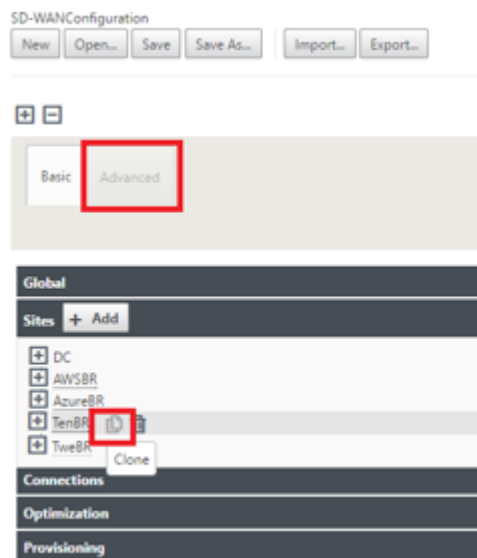 SD-WANConfiguration
New Open... Save Save As... Import... Export...
Basic Advanced
Global
Sites + Add
DC
AWSBR
AzureBR
TenBR
TweBR
Clone
Connections
Optimization
Provisioning